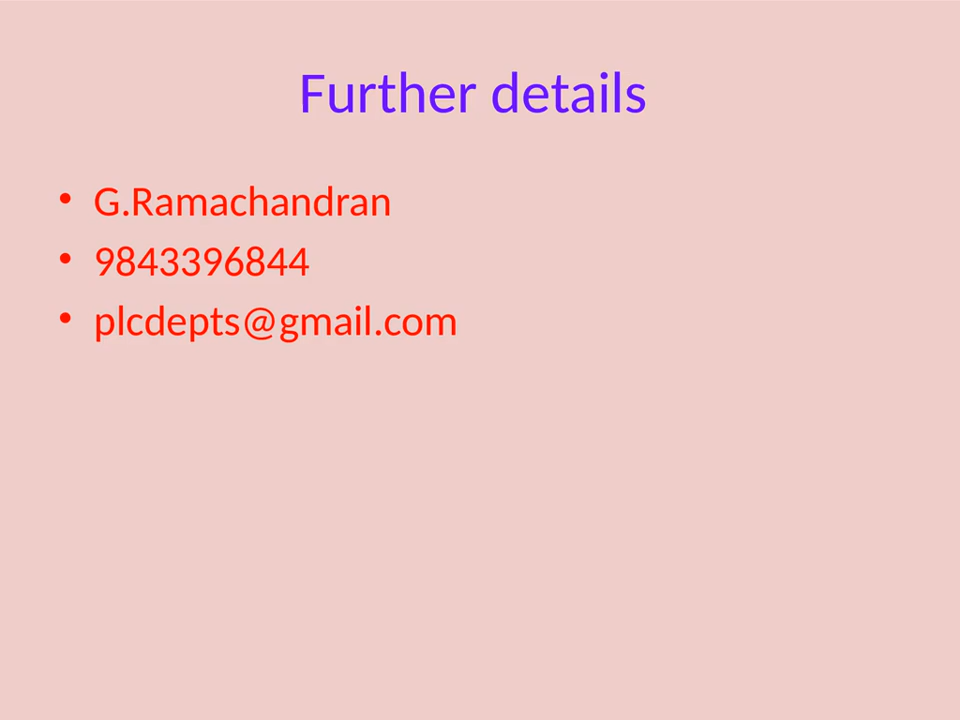 Further details
• G.Ramachandran
• 9843396844
• plcdepts@gmail.com